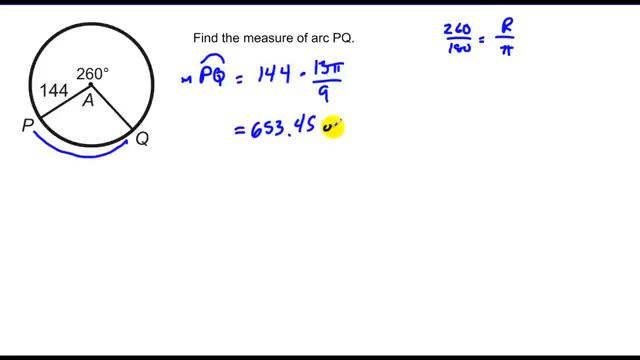 Find the measure of arc PQ.
260/180 = R/π
260°
144
A
P
Q
m PQ = 144 · 13π/9
= 653.45